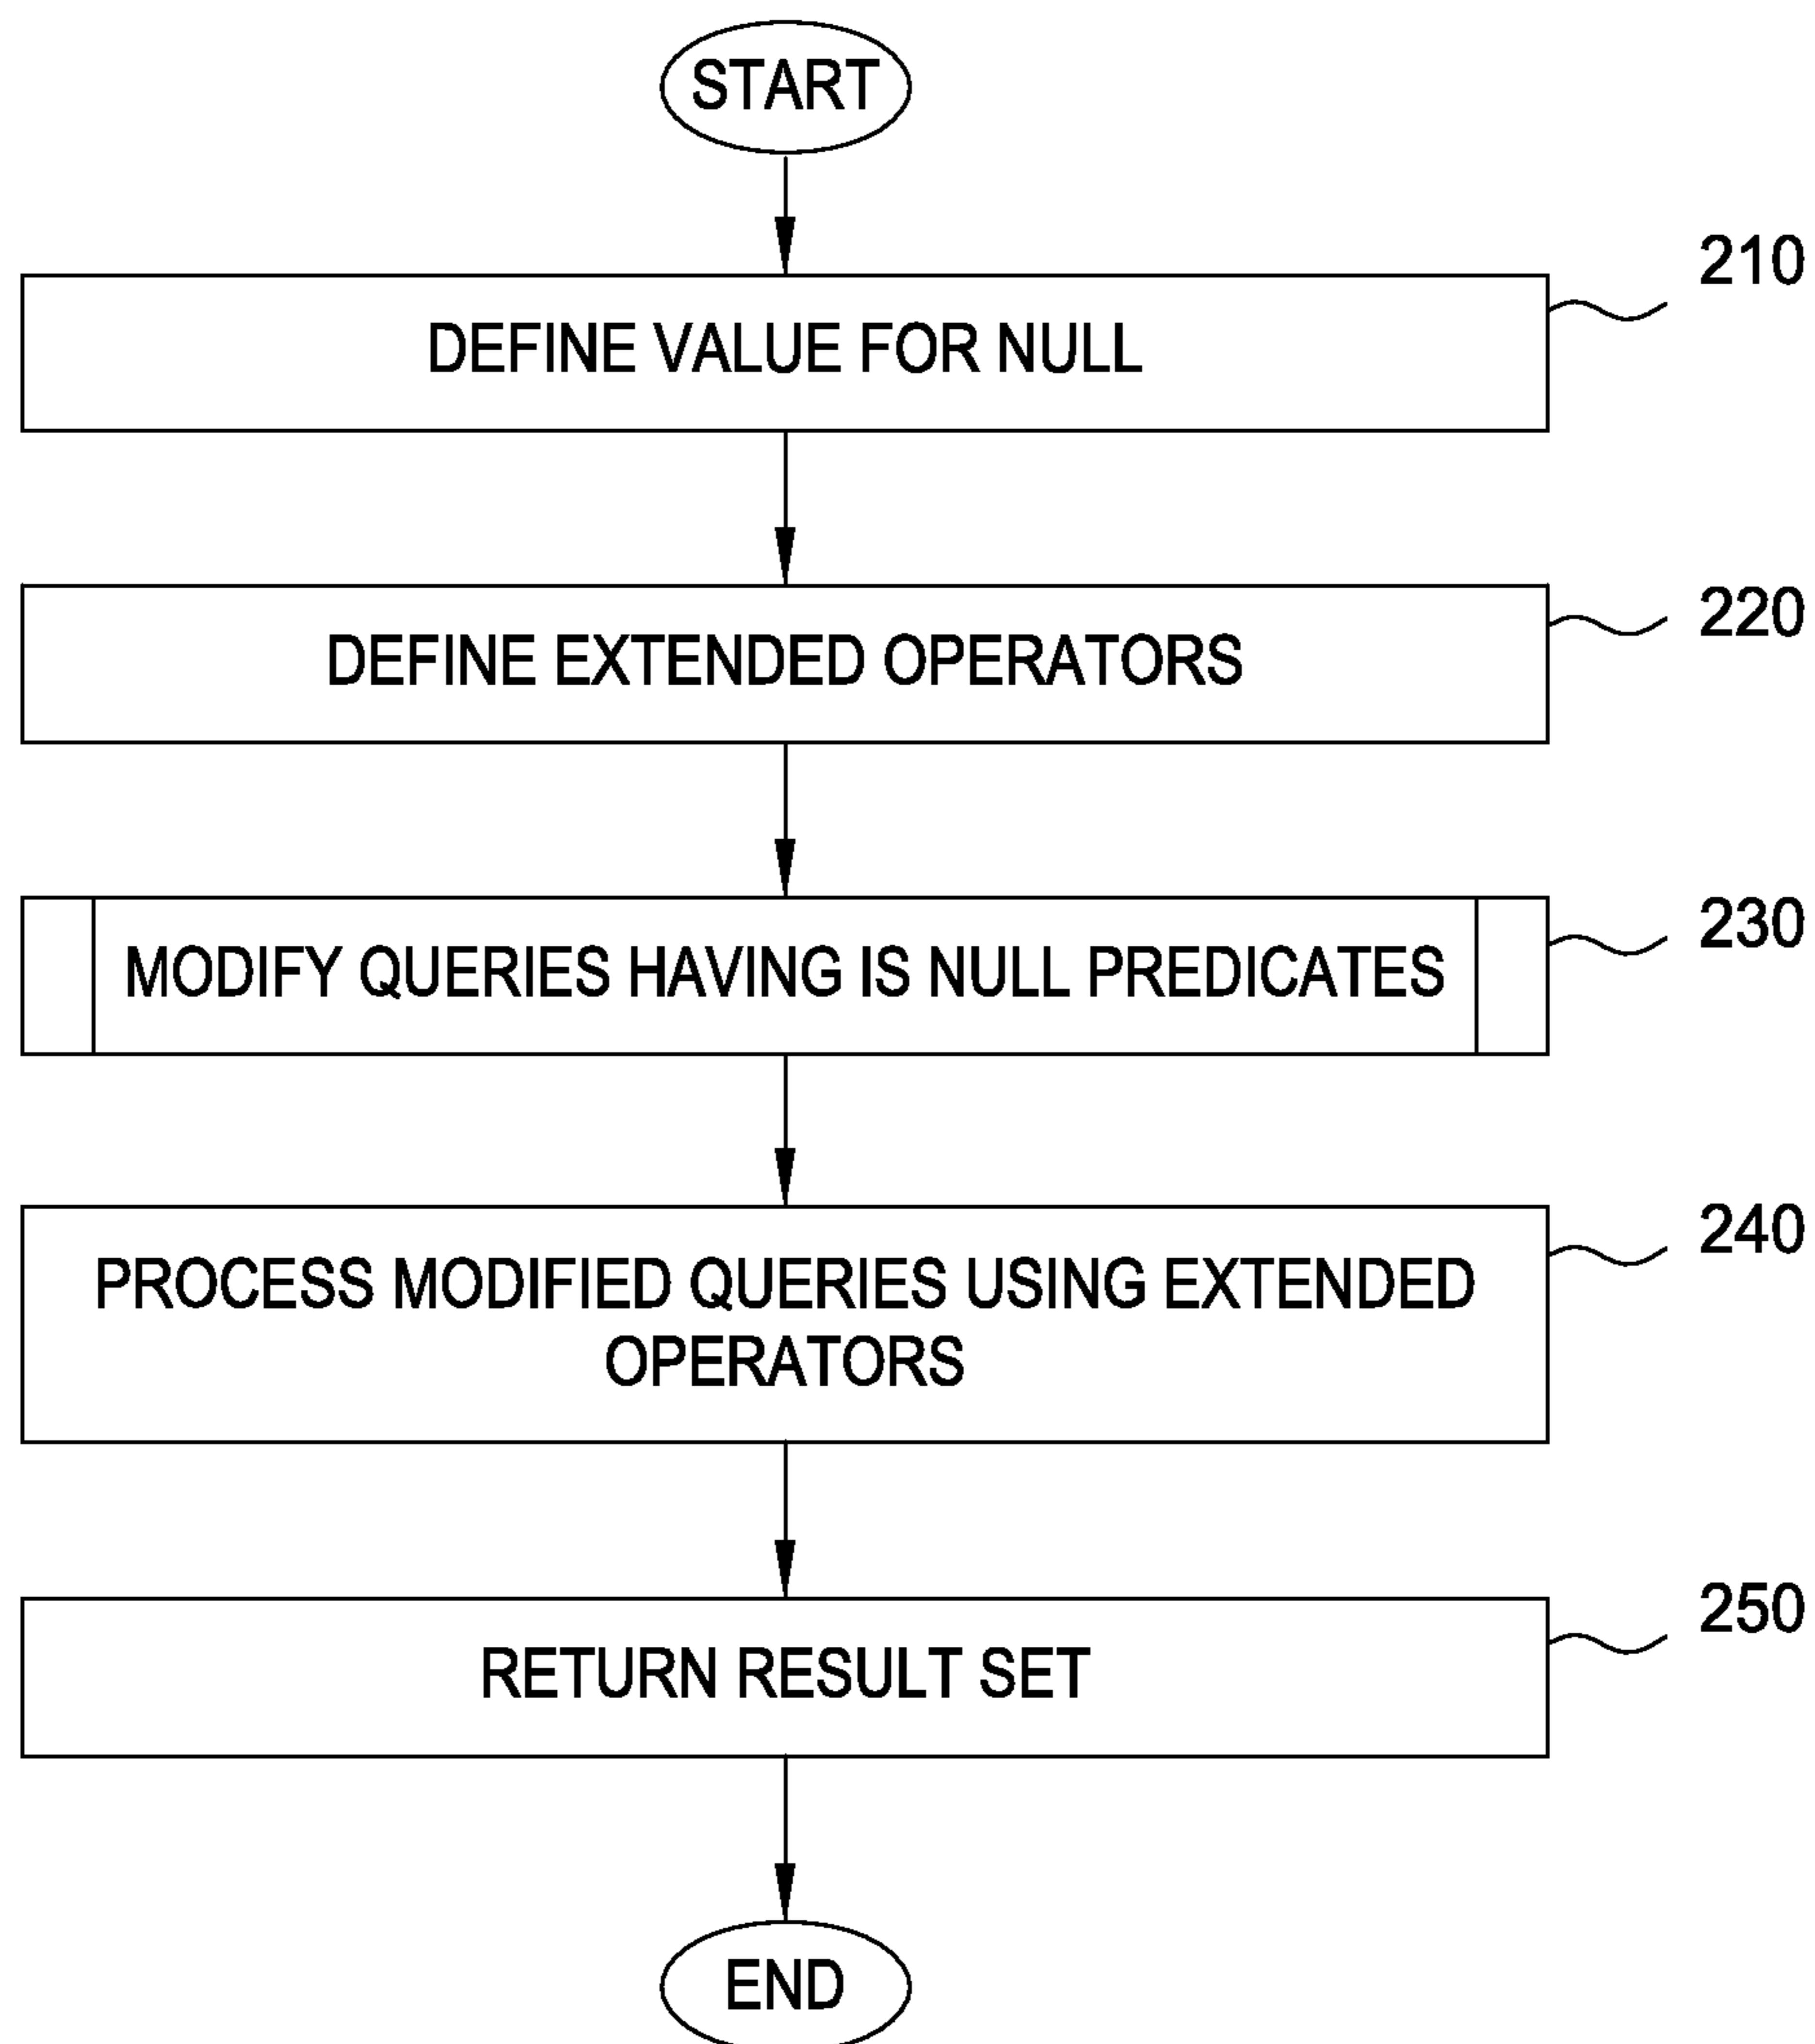 START
210
DEFINE VALUE FOR NULL
220
DEFINE EXTENDED OPERATORS
230
MODIFY QUERIES HAVING IS NULL PREDICATES
240
PROCESS MODIFIED QUERIES USING EXTENDED
OPERATORS
250
RETURN RESULT SET
END